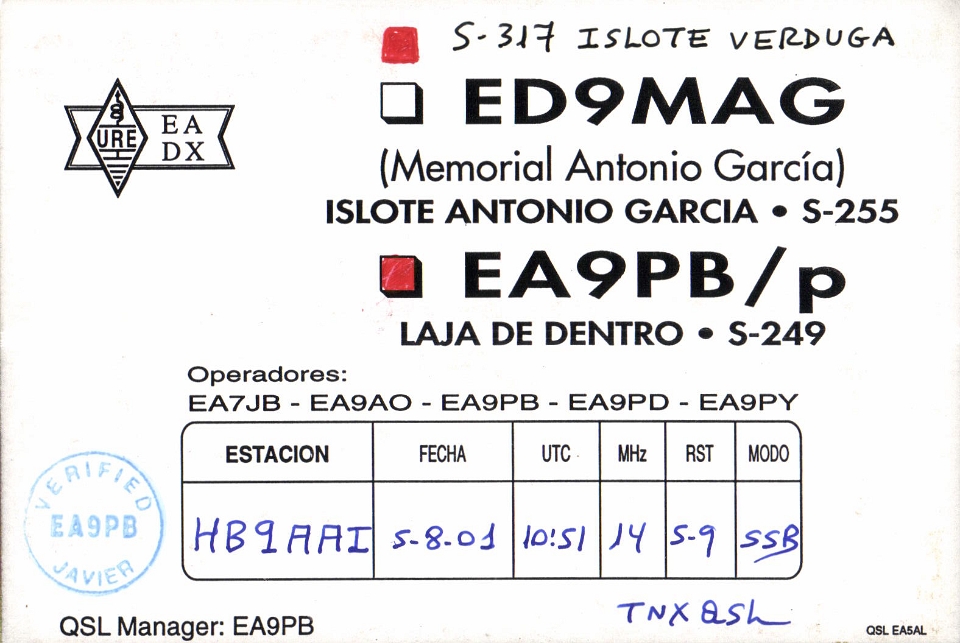 S-317 ISLOTE VERDUGA
ED9MAG
URE
EA
DX
(Memorial Antonio García)
ISLOTE ANTONIO GARCIA • S-255
EA9PB/p
LAJA DE DENTRO • S-249
Operadores:
EA7JB - EA9AO - EA9PB - EA9PD - EA9PY
ESTACION FECHA UTC MHz RST MODO
HB9AAI 5-8-01 10:51 14 5-9 SSB
VERIFIED
EA9PB
JAVIER
TNX QSL
QSL Manager: EA9PB
QSL EA5AL